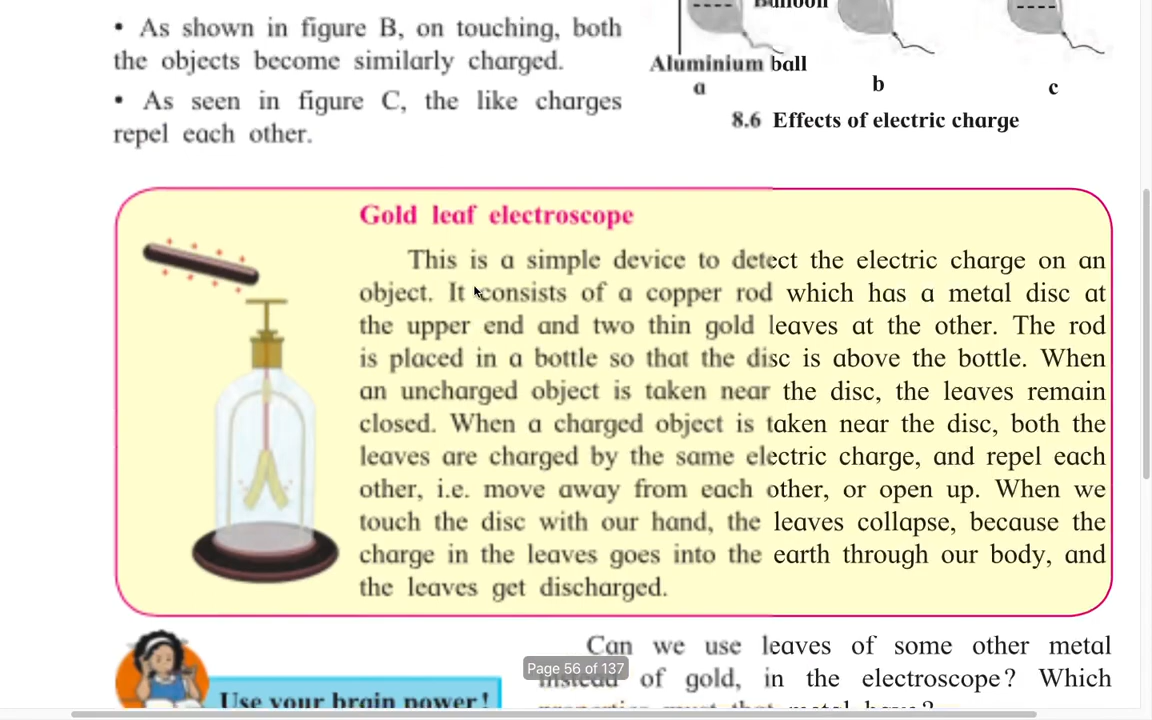 • As shown in figure B, on touching, both
the objects become similarly charged.
• As seen in figure C, the like charges
repel each other.
Balloon
Aluminium ball
a
b
c
8.6 Effects of electric charge
Gold leaf electroscope
This is a simple device to detect the electric charge on an
object. It consists of a copper rod which has a metal disc at
the upper end and two thin gold leaves at the other. The rod
is placed in a bottle so that the disc is above the bottle. When
an uncharged object is taken near the disc, the leaves remain
closed. When a charged object is taken near the disc, both the
leaves are charged by the same electric charge, and repel each
other, i.e. move away from each other, or open up. When we
touch the disc with our hand, the leaves collapse, because the
charge in the leaves goes into the earth through our body, and
the leaves get discharged.
Use your brain power!
Can we use leaves of some other metal
instead of gold, in the electroscope? Which
that metal have?
Page 56 of 137